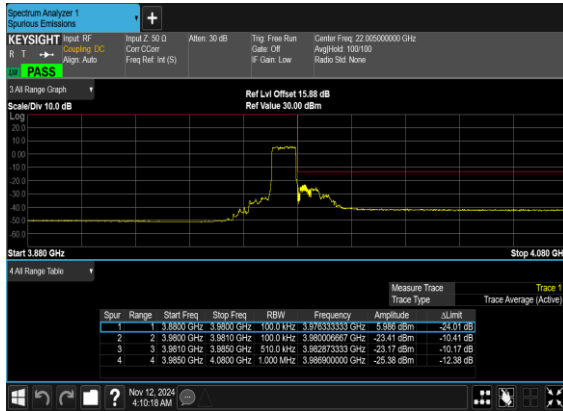 Spectrum Analyzer 1
Spurious Emissions
KEYSIGHT Input: RF Input Z: 50 Ω Atten: 30 dB Trig: Free Run Center Freq: 22.005000000 GHz
R T Coupling: DC Corr CCorr Gate: Off Avg|Hold: 100/100
Align: Auto Freq Ref: Int (S) IF Gain: Low Radio Std: None
LU PASS
3 All Range Graph
Ref Lvl Offset 15.88 dB
Scale/Div 10.0 dB Ref Value 30.00 dBm
Log
20.0
10.0
0.00
-10.0
-20.0
-30.0
-40.0
-50.0
-60.0
Start 3.880 GHz Stop 4.080 GH
4 All Range Table
Measure Trace Trace 1
Trace Type Trace Average (Active)
Spur Range Start Freq Stop Freq RBW Frequency Amplitude ΔLimit
1 1 3.8800 GHz 3.9800 GHz 100.0 kHz 3.976333333 GHz 5.986 dBm -24.01 dB
2 2 3.9800 GHz 3.9810 GHz 100.0 kHz 3.980006667 GHz -23.41 dBm -10.41 dB
3 3 3.9810 GHz 3.9850 GHz 510.0 kHz 3.982873333 GHz -23.17 dBm -10.17 dB
4 4 3.9850 GHz 4.0800 GHz 1.000 MHz 3.986900000 GHz -25.38 dBm -12.38 dB
? Nov 12, 2024
4:10:18 AM